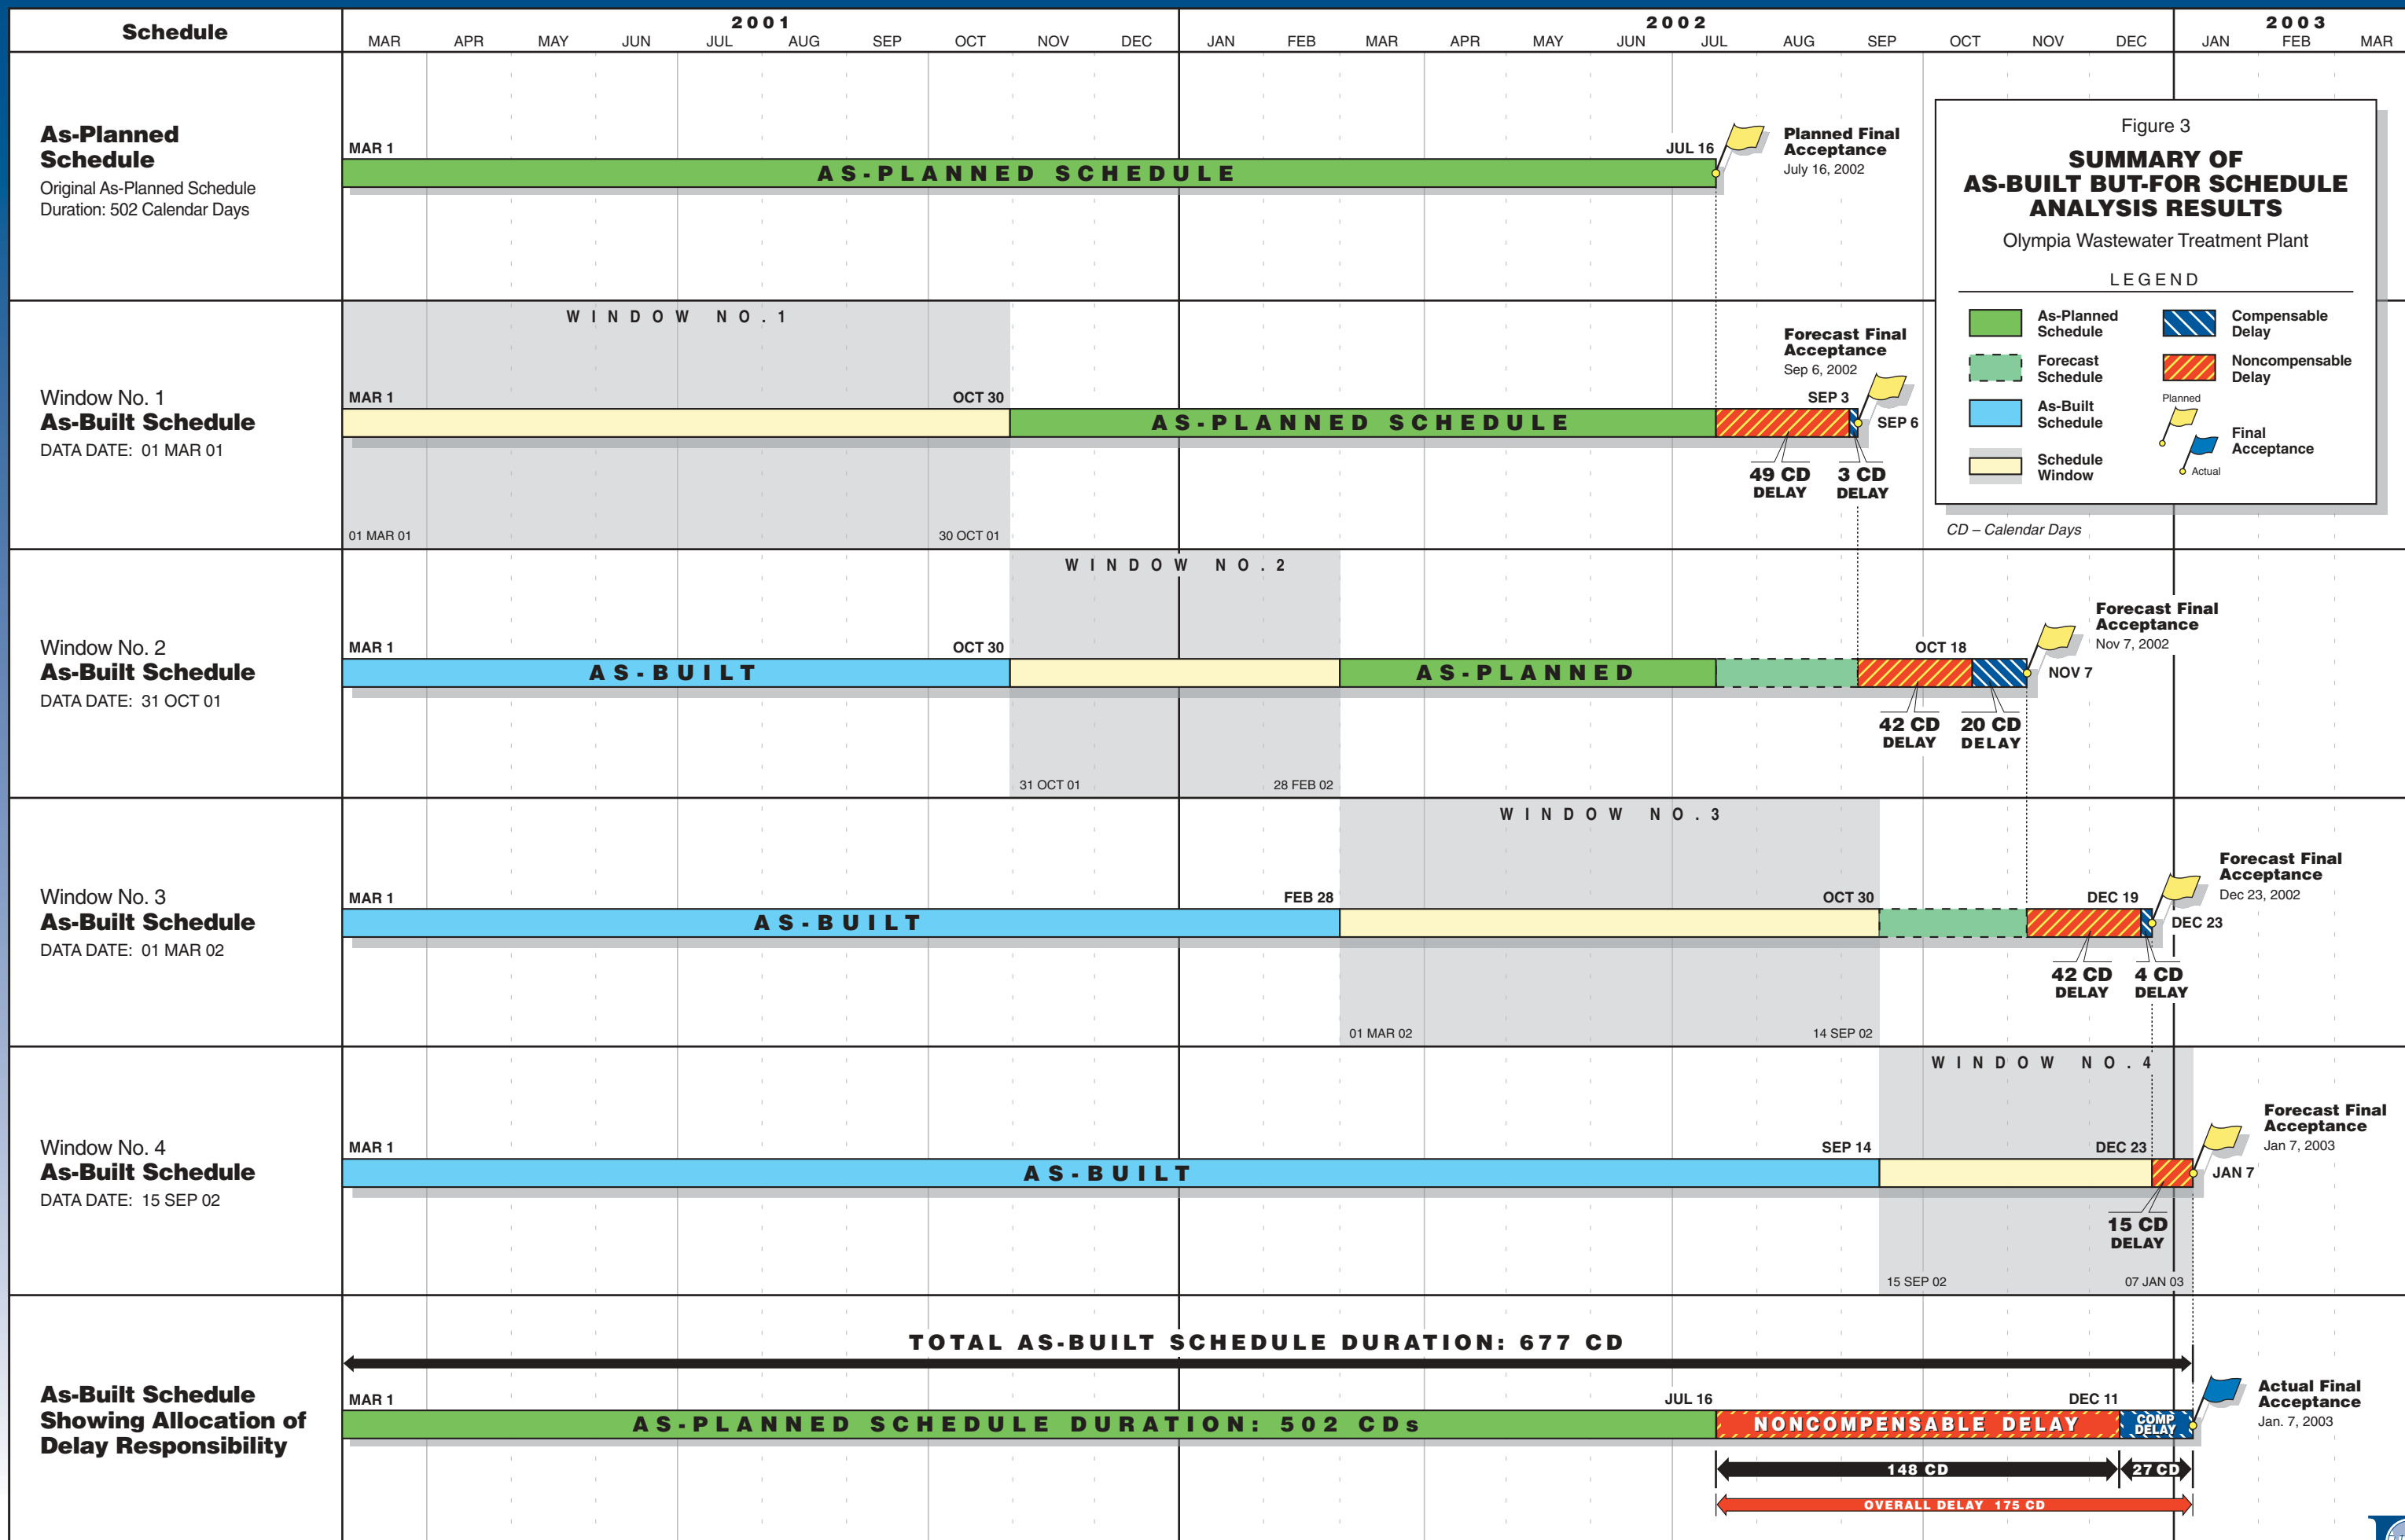 Schedule
2001
2002
2003
MAR APR MAY JUN JUL AUG SEP OCT NOV DEC JAN FEB MAR APR MAY JUN JUL AUG SEP OCT NOV DEC JAN FEB MAR
As-Planned
Schedule
Original As-Planned Schedule
Duration: 502 Calendar Days
MAR 1
JUL 16
AS-PLANNED SCHEDULE
Planned Final
Acceptance
July 16, 2002
Figure 3
SUMMARY OF
AS-BUILT BUT-FOR SCHEDULE
ANALYSIS RESULTS
Olympia Wastewater Treatment Plant
LEGEND
As-Planned
Schedule
Compensable
Delay
Forecast
Schedule
Noncompensable
Delay
As-Built
Schedule
Planned
Final
Acceptance
Actual
Schedule
Window
CD – Calendar Days
Window No. 1
As-Built Schedule
DATA DATE: 01 MAR 01
WINDOW NO.1
MAR 1
OCT 30
AS-PLANNED SCHEDULE
Forecast Final
Acceptance
Sep 6, 2002
SEP 3
SEP 6
49 CD
DELAY
3 CD
DELAY
01 MAR 01
30 OCT 01
Window No. 2
As-Built Schedule
DATA DATE: 31 OCT 01
WINDOW NO.2
MAR 1
OCT 30
AS-BUILT
AS-PLANNED
OCT 18
Forecast Final
Acceptance
Nov 7, 2002
NOV 7
42 CD
DELAY
20 CD
DELAY
31 OCT 01
28 FEB 02
Window No. 3
As-Built Schedule
DATA DATE: 01 MAR 02
WINDOW NO.3
MAR 1
FEB 28
AS-BUILT
OCT 30
DEC 19
Forecast Final
Acceptance
Dec 23, 2002
DEC 23
42 CD
DELAY
4 CD
DELAY
01 MAR 02
14 SEP 02
Window No. 4
As-Built Schedule
DATA DATE: 15 SEP 02
WINDOW NO.4
MAR 1
SEP 14
AS-BUILT
DEC 23
Forecast Final
Acceptance
Jan 7, 2003
JAN 7
15 CD
DELAY
15 SEP 02
07 JAN 03
As-Built Schedule
Showing Allocation of
Delay Responsibility
TOTAL AS-BUILT SCHEDULE DURATION: 677 CD
MAR 1
JUL 16
DEC 11
AS-PLANNED SCHEDULE DURATION: 502 CDs
NONCOMPENSABLE DELAY
COMP
DELAY
Actual Final
Acceptance
Jan. 7, 2003
148 CD
27 CD
OVERALL DELAY 175 CD